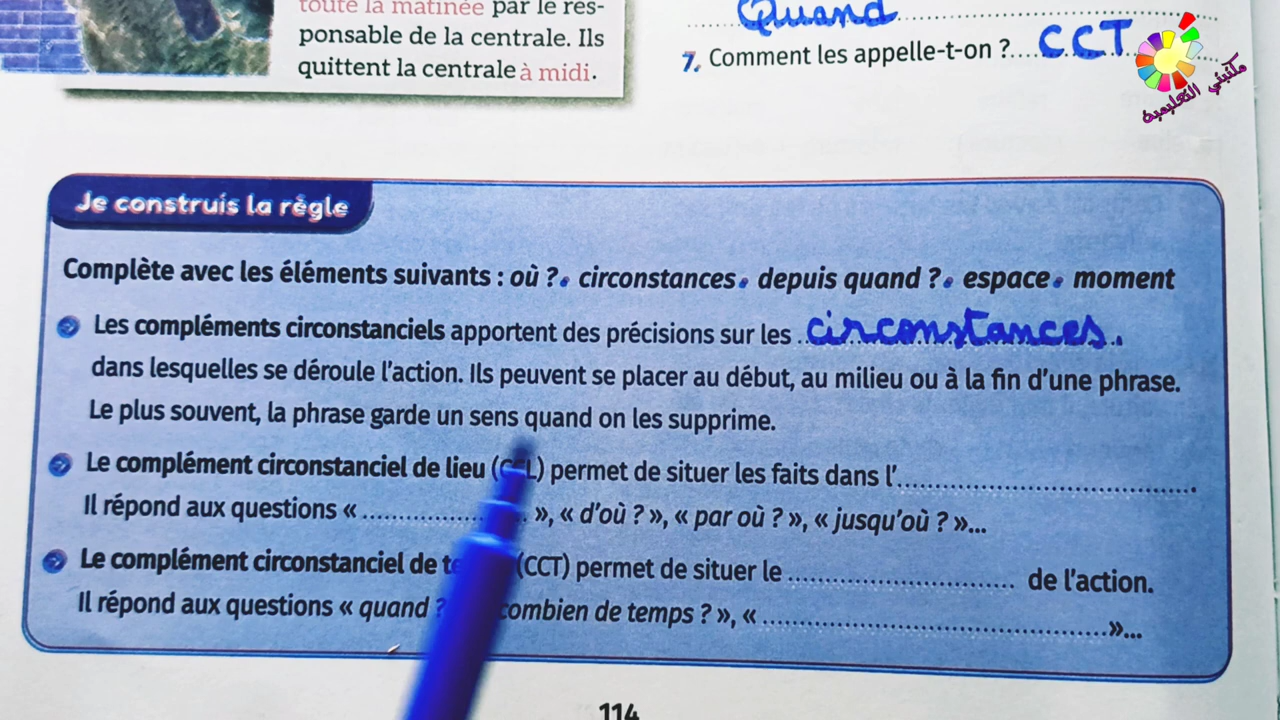 toute la matinée par le res-
ponsable de la centrale. Ils
quittent la centrale à midi.
Quand
7. Comment les appelle-t-on ?.... CCT
مكتبتي التعليمية
Je construis la règle
Complète avec les éléments suivants : où ? • circonstances • depuis quand ? • espace • moment
Les compléments circonstanciels apportent des précisions sur les circonstances.
dans lesquelles se déroule l'action. Ils peuvent se placer au début, au milieu ou à la fin d'une phrase.
Le plus souvent, la phrase garde un sens quand on les supprime.
Le complément circonstanciel de lieu (CCL) permet de situer les faits dans l'..............................
Il répond aux questions « .................... », « d'où ? », « par où ? », « jusqu'où ? »...
Le complément circonstanciel de (CCT) permet de situer le .............................. de l'action.
Il répond aux questions « quand ? combien de temps ? », « .................................................. »...
114